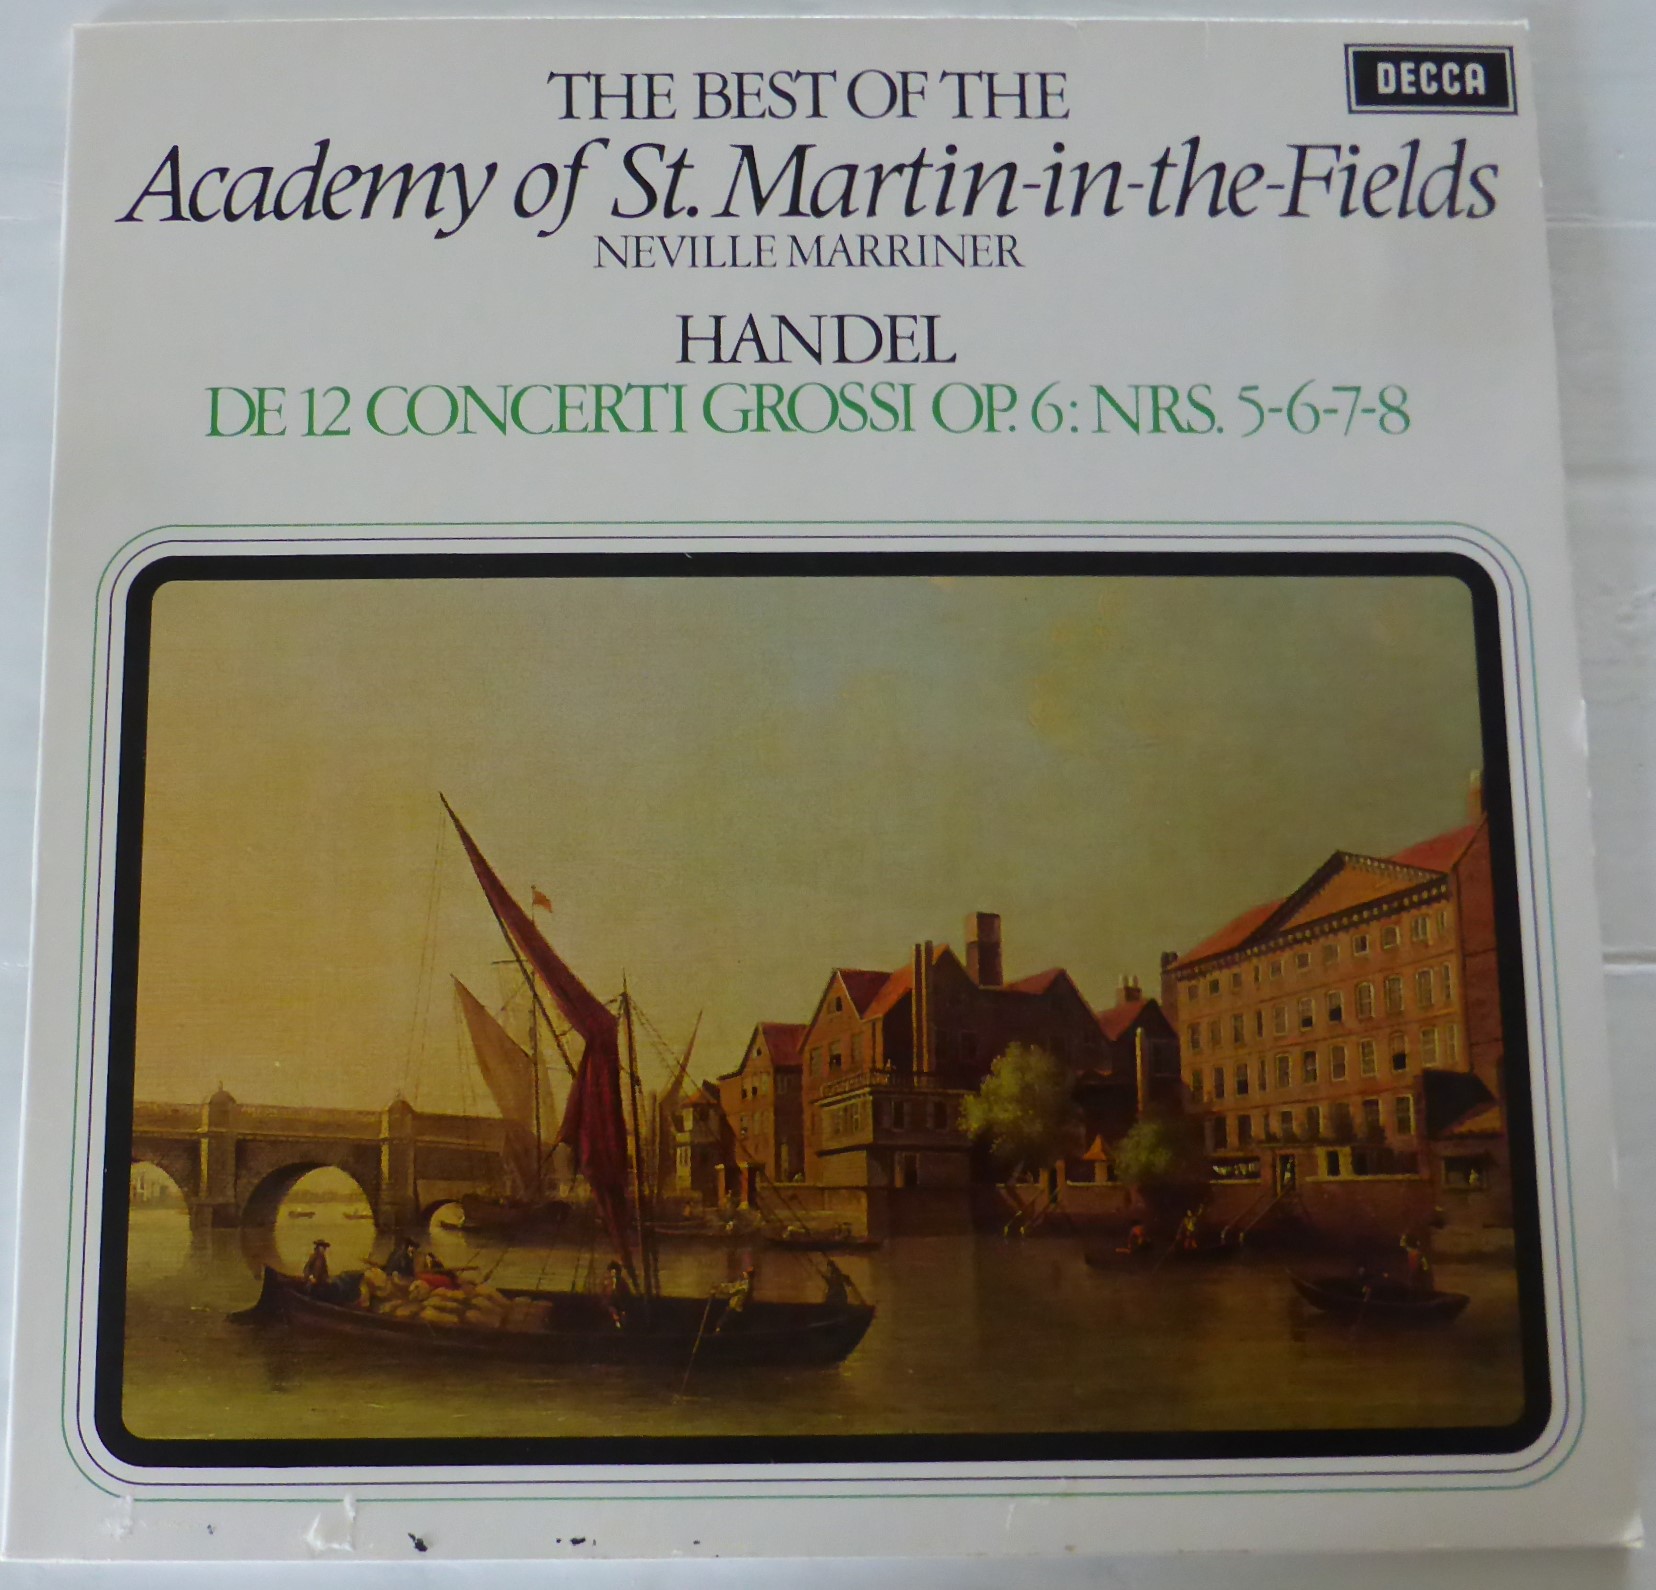 DECCA
THE BEST OF THE
Academy of St. Martin-in-the-Fields
NEVILLE MARRINER
HANDEL
DE 12 CONCERTI GROSSI OP. 6: NRS. 5-6-7-8